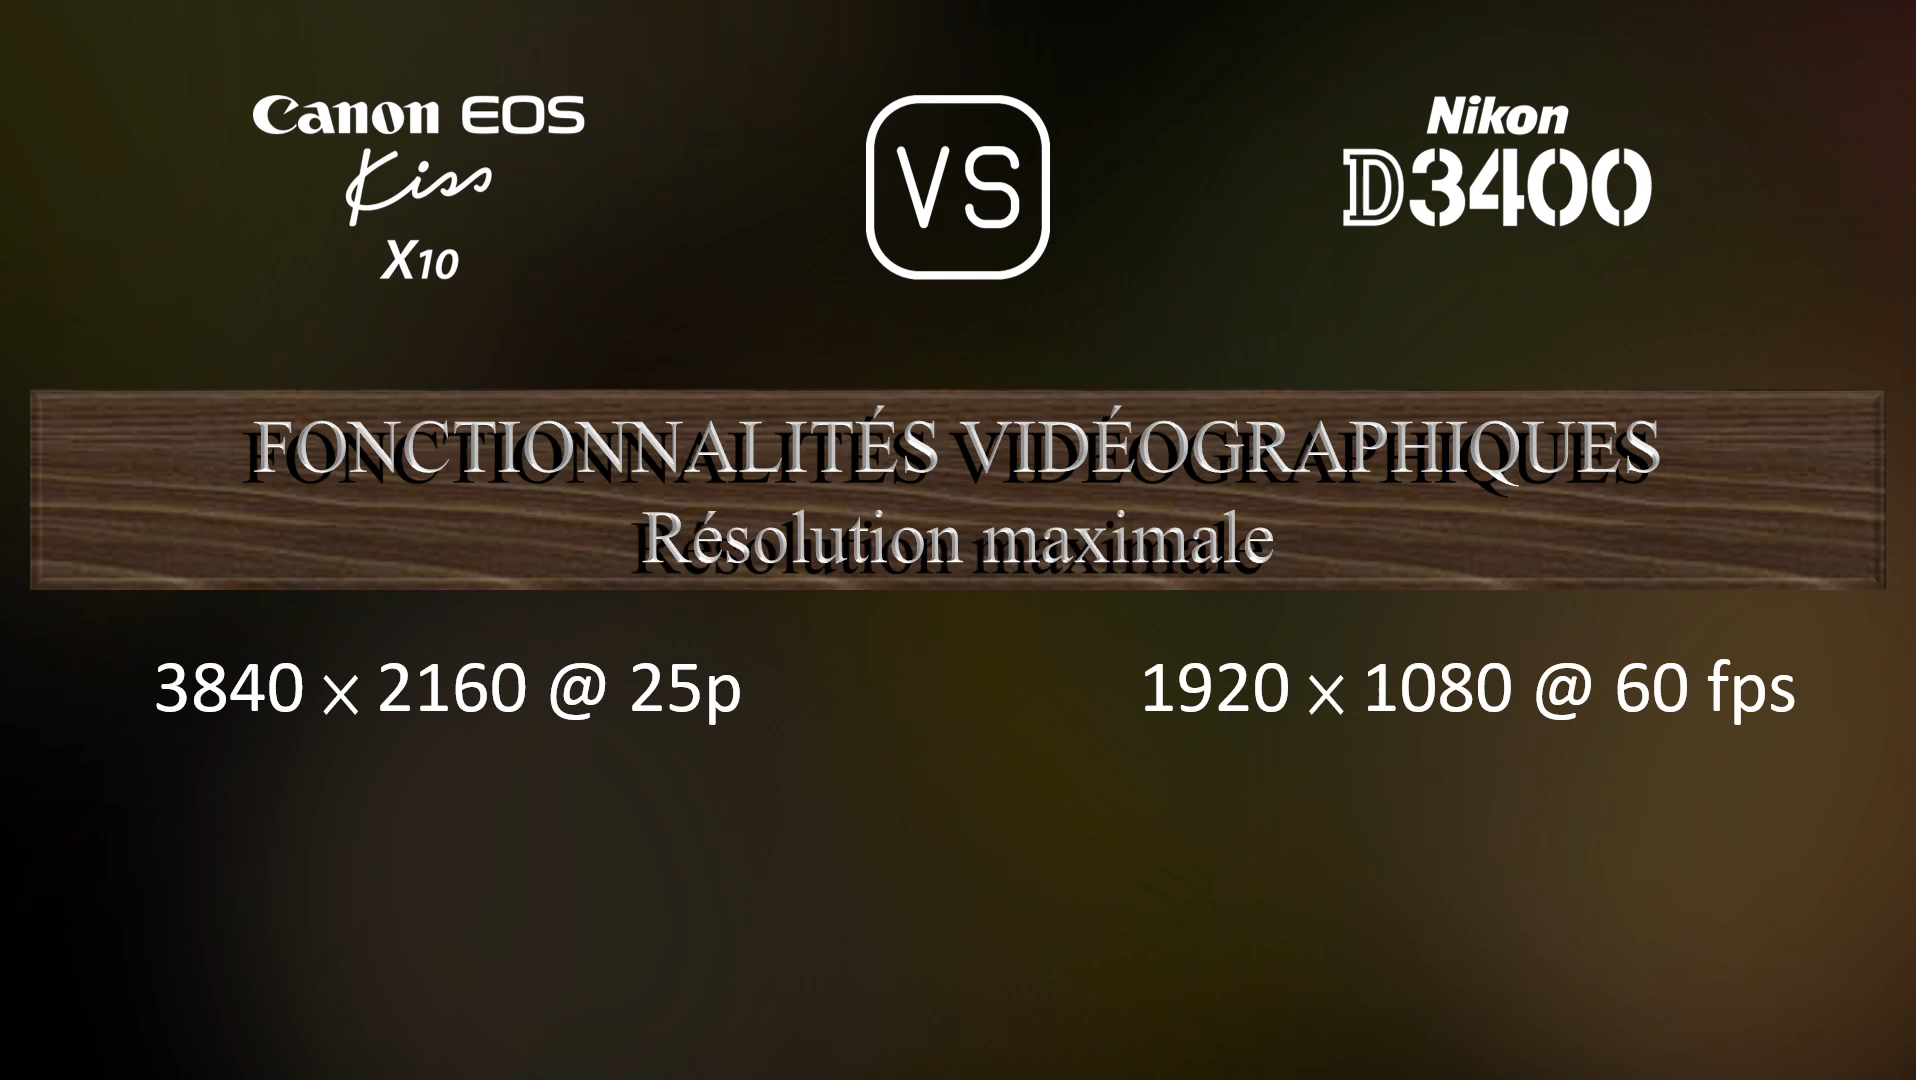 Canon EOS
Kiss
X10
VS
Nikon
D3400
FONCTIONNALITÉS VIDÉOGRAPHIQUES
Résolution maximale
3840 x 2160 @ 25p
1920 x 1080 @ 60 fps